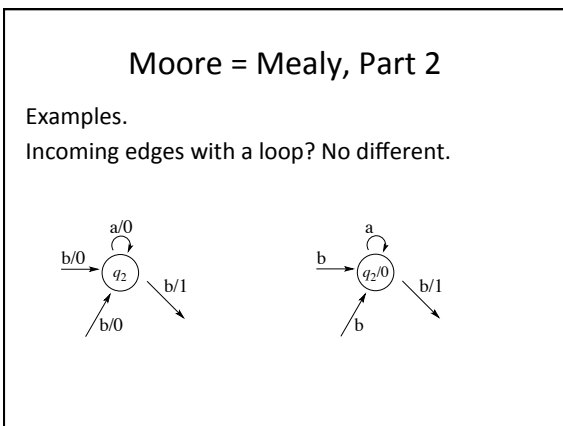 Moore = Mealy, Part 2
Examples.
Incoming edges with a loop? No different.
a/0
b/0
q₂
b/1
b/0
a
b
q₂/0
b/1
b